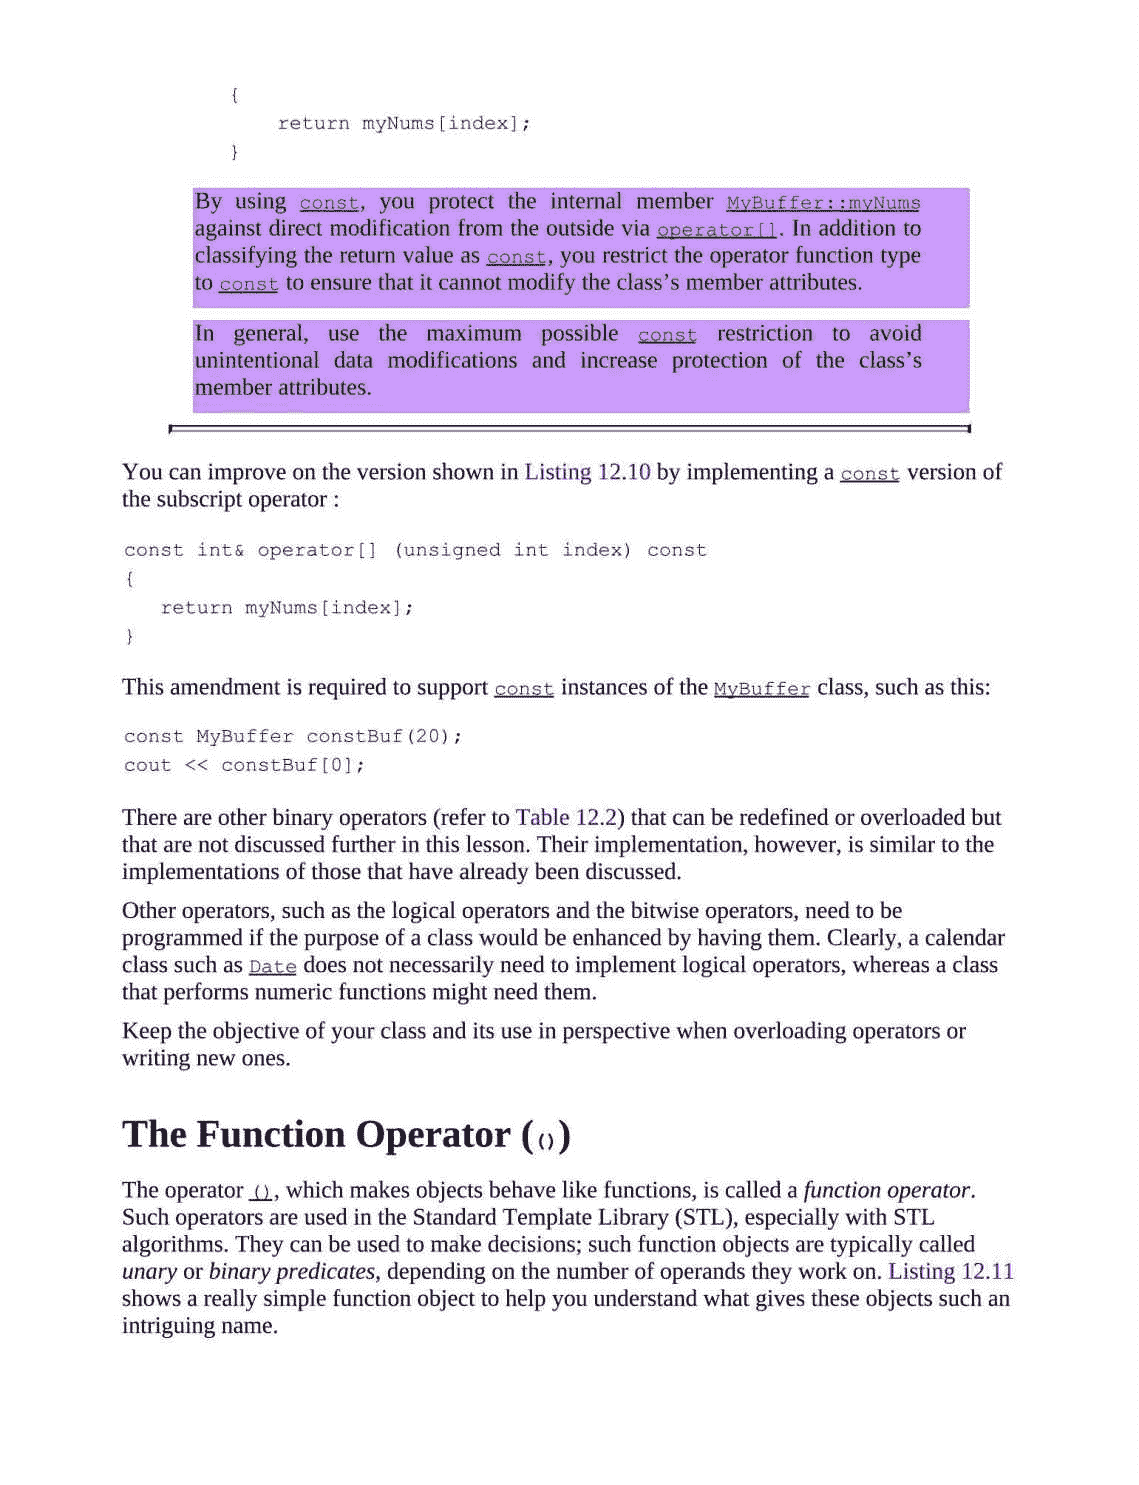 {
return myNums[index];
}
By using const, you protect the internal member MyBuffer::myNums
against direct modification from the outside via operator[]. In addition to
classifying the return value as const, you restrict the operator function type
to const to ensure that it cannot modify the class’s member attributes.
In general, use the maximum possible const restriction to avoid
unintentional data modifications and increase protection of the class’s
member attributes.
You can improve on the version shown in Listing 12.10 by implementing a const version of
the subscript operator :
const int& operator[] (unsigned int index) const
{
return myNums[index];
}
This amendment is required to support const instances of the MyBuffer class, such as this:
const MyBuffer constBuf(20);
cout << constBuf[0];
There are other binary operators (refer to Table 12.2) that can be redefined or overloaded but
that are not discussed further in this lesson. Their implementation, however, is similar to the
implementations of those that have already been discussed.
Other operators, such as the logical operators and the bitwise operators, need to be
programmed if the purpose of a class would be enhanced by having them. Clearly, a calendar
class such as Date does not necessarily need to implement logical operators, whereas a class
that performs numeric functions might need them.
Keep the objective of your class and its use in perspective when overloading operators or
writing new ones.
The Function Operator (())
The operator (), which makes objects behave like functions, is called a function operator.
Such operators are used in the Standard Template Library (STL), especially with STL
algorithms. They can be used to make decisions; such function objects are typically called
unary or binary predicates, depending on the number of operands they work on. Listing 12.11
shows a really simple function object to help you understand what gives these objects such an
intriguing name.